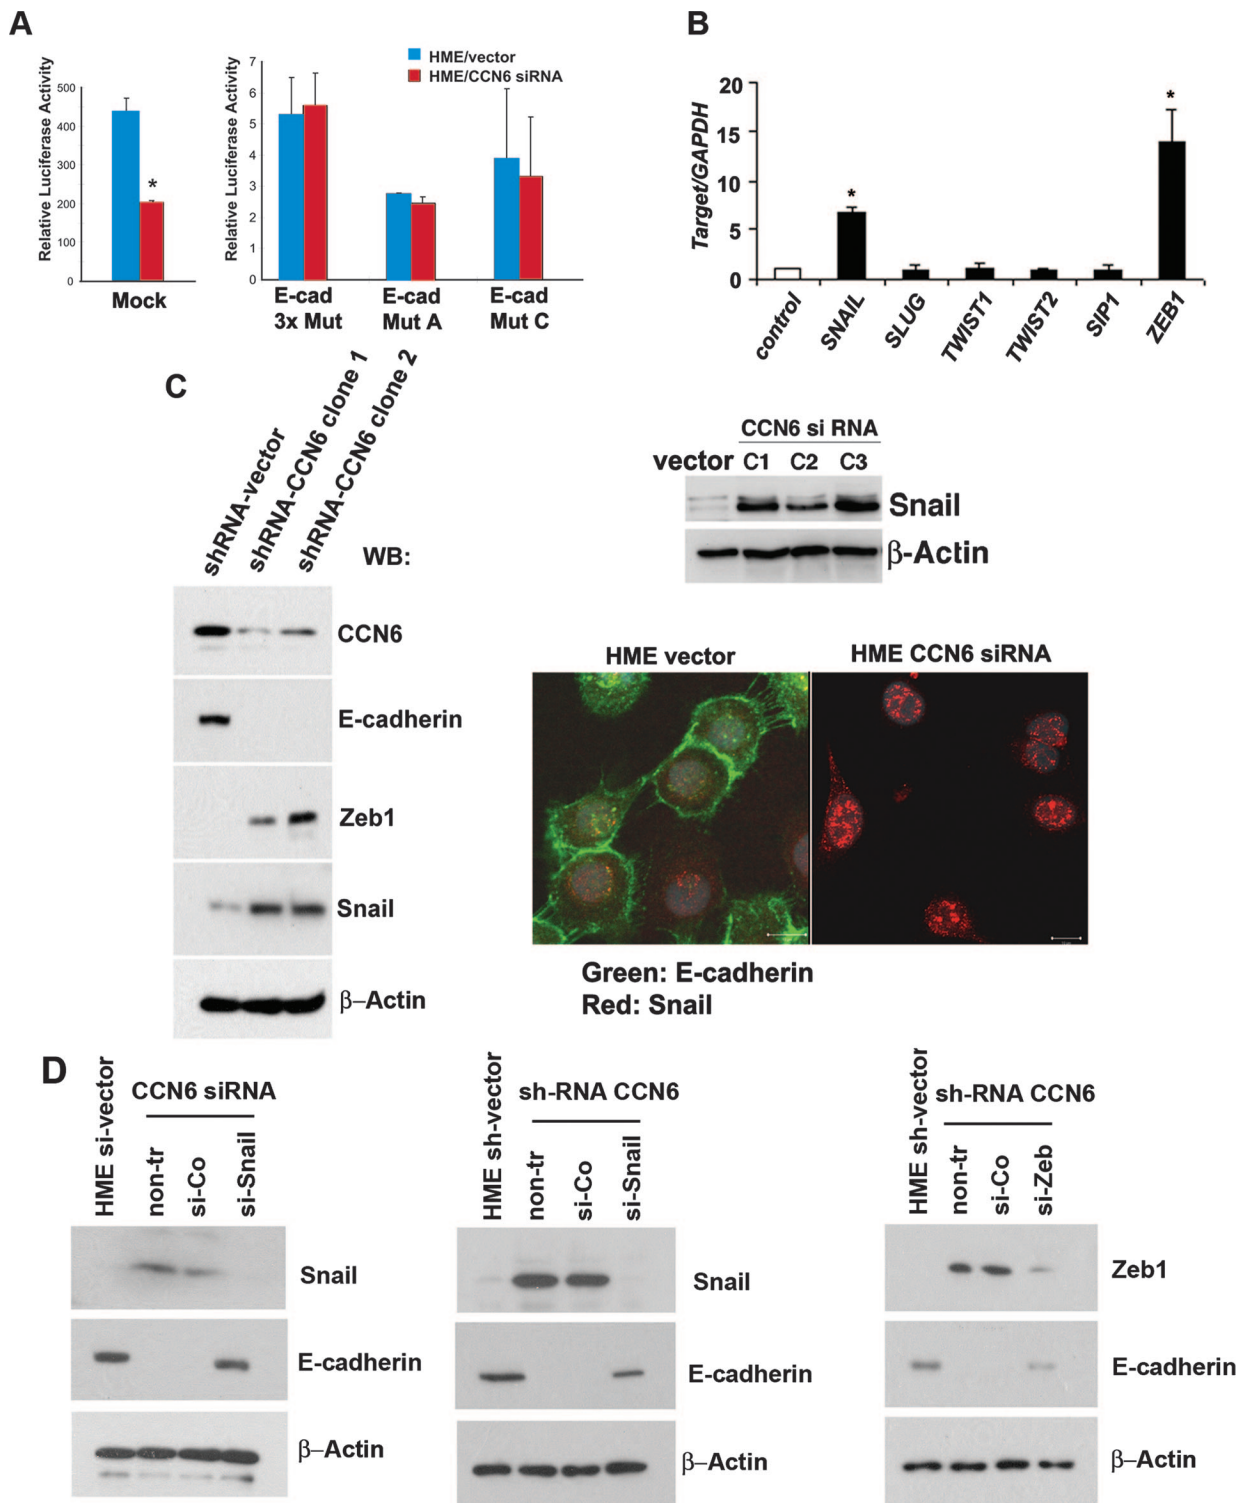 A
Relative Luciferase Activity
500
400
300
200
100
0
*
Mock
Relative Luciferase Activity
7
6
5
4
3
2
1
0
HME/vector
HME/CCN6 siRNA
E-cad
3x Mut
E-cad
Mut A
E-cad
Mut C
B
Target/GAPDH
20
15
10
5
0
*
*
control
SNAIL
SLUG
TWIST1
TWIST2
SIP1
ZEB1
C
shRNA-vector
shRNA-CCN6 clone 1
shRNA-CCN6 clone 2
WB:
CCN6
E-cadherin
Zeb1
Snail
β–Actin
CCN6 si RNA
vector C1 C2 C3
Snail
β-Actin
HME vector
HME CCN6 siRNA
Green: E-cadherin
Red: Snail
D
HME si-vector
CCN6 siRNA
non-tr
si-Co
si-Snail
Snail
E-cadherin
β–Actin
HME sh-vector
sh-RNA CCN6
non-tr
si-Co
si-Snail
Snail
E-cadherin
β–Actin
HME sh-vector
sh-RNA CCN6
non-tr
si-Co
si-Zeb
Zeb1
E-cadherin
β–Actin